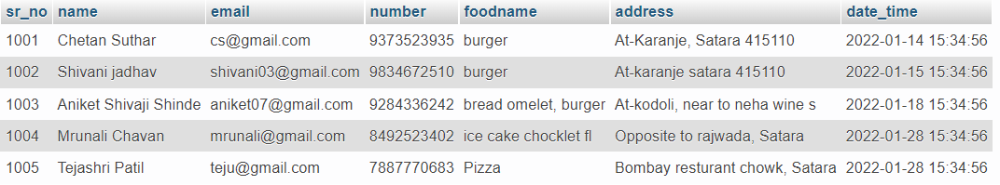 sr_no name email number foodname address date_time
1001 Chetan Suthar cs@gmail.com 9373523935 burger At-Karanje, Satara 415110 2022-01-14 15:34:56
1002 Shivani jadhav shivani03@gmail.com 9834672510 burger At-karanje satara 415110 2022-01-15 15:34:56
1003 Aniket Shivaji Shinde aniket07@gmail.com 9284336242 bread omelet, burger At-kodoli, near to neha wine s 2022-01-18 15:34:56
1004 Mrunali Chavan mrunali@gmail.com 8492523402 ice cake chocklet fl Opposite to rajwada, Satara 2022-01-28 15:34:56
1005 Tejashri Patil teju@gmail.com 7887770683 Pizza Bombay resturant chowk, Satara 2022-01-28 15:34:56